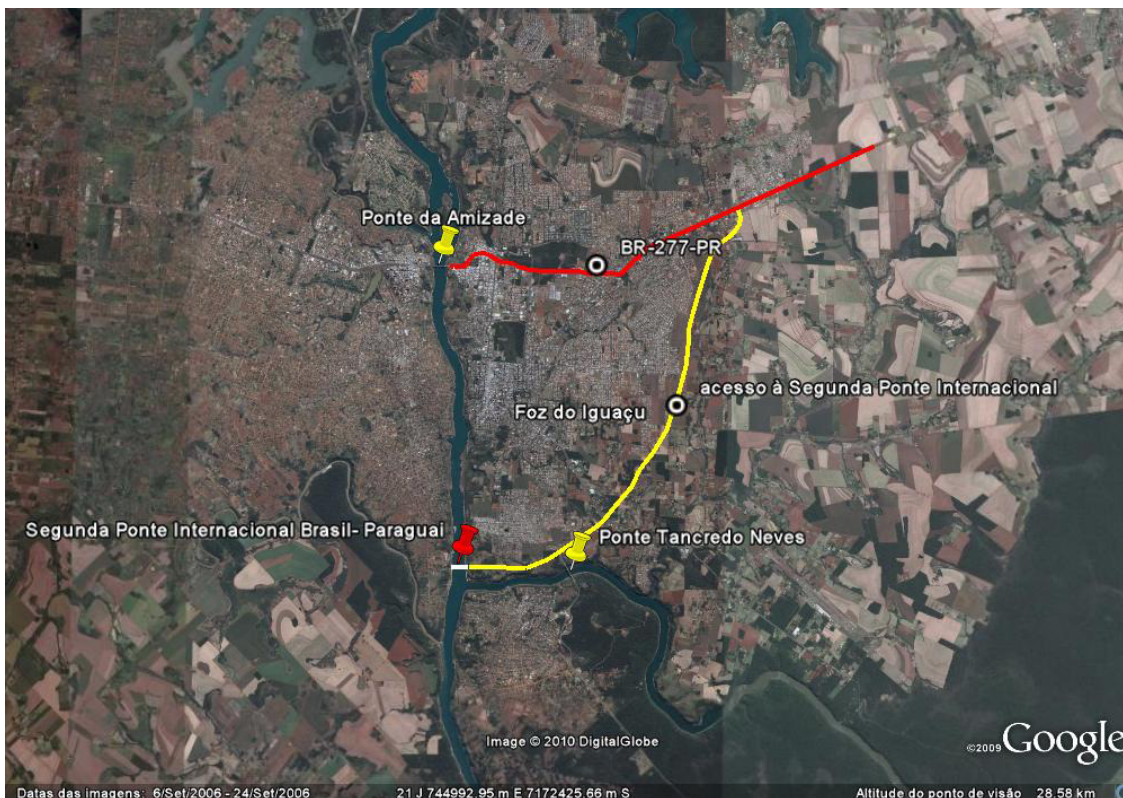 Ponte da Amizade
BR-277-PR
acesso à Segunda Ponte Internacional
Foz do Iguaçu
Segunda Ponte Internacional Brasil- Paraguai
Ponte Tancredo Neves
Image © 2010 DigitalGlobe
©2009 Google
Datas das imagens: 6/Set/2006 - 24/Set/2006 21 J 744992.95 m E 7172425.66 m S Altitude do ponto de visão 28.58 km